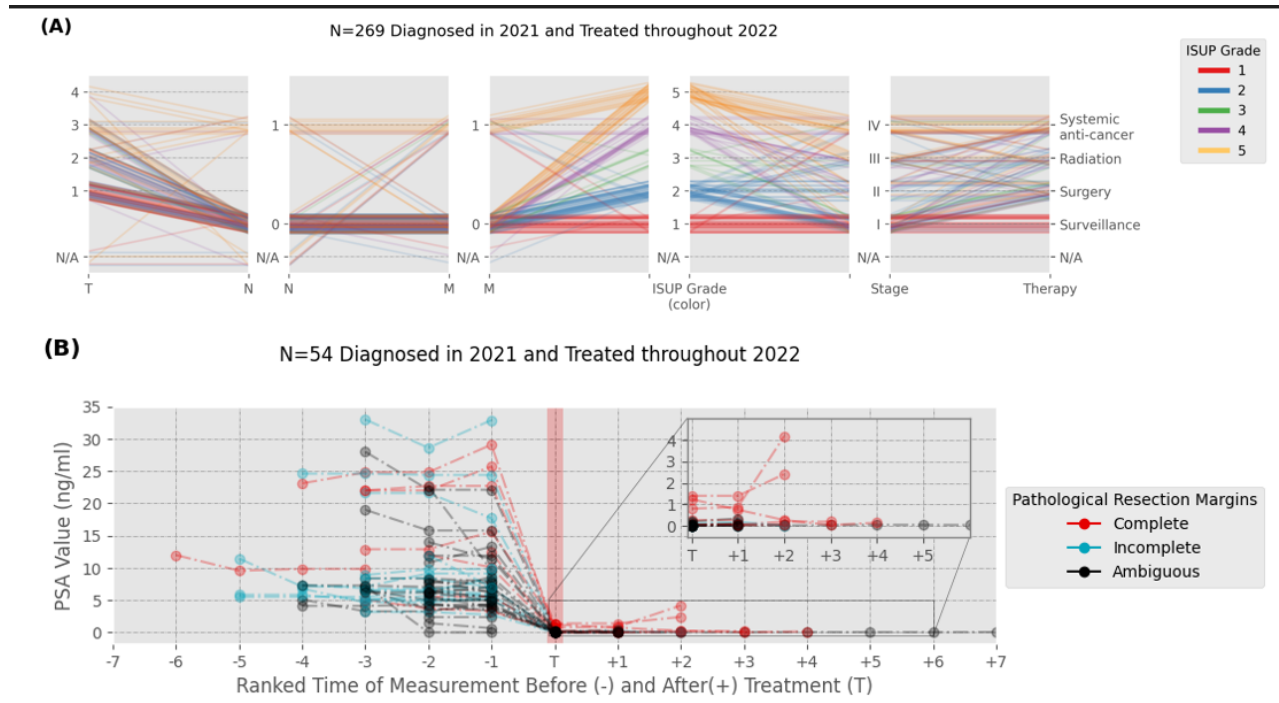 (A)
N=269 Diagnosed in 2021 and Treated throughout 2022
ISUP Grade
1
2
3
4
5
4
3
2
1
N/A
T
N
1
0
N/A
N
M
1
0
N/A
M
5
4
3
2
1
N/A
ISUP Grade
(color)
IV
III
II
I
N/A
Stage
Systemic
anti-cancer
Radiation
Surgery
Surveillance
N/A
Therapy
(B)
N=54 Diagnosed in 2021 and Treated throughout 2022
PSA Value (ng/ml)
35
30
25
20
15
10
5
0
-7
-6
-5
-4
-3
-2
-1
T
+1
+2
+3
+4
+5
+6
+7
Ranked Time of Measurement Before (-) and After(+) Treatment (T)
4
3
2
1
0
T
+1
+2
+3
+4
+5
Pathological Resection Margins
Complete
Incomplete
Ambiguous